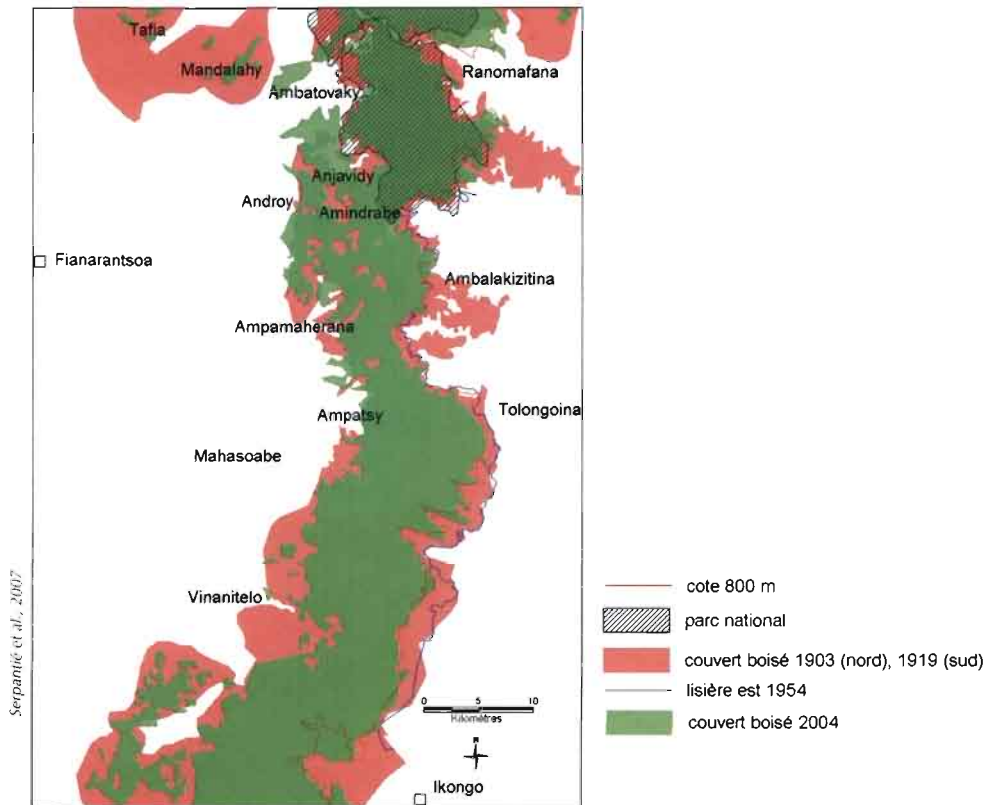 Tafia
Mandalahy
Ranomafana
Ambatovaky
Anjavidy
Androy
Amindrabe
Fianarantsoa
Ambalakizitina
Ampamaherana
Tolongoina
Ampatsy
Mahasoabe
Vinanitelo
Ikongo
0 5 10
Kilomètres
N
Serpantié et al., 2007
cote 800 m
parc national
couvert boisé 1903 (nord), 1919 (sud)
lisière est 1954
couvert boisé 2004